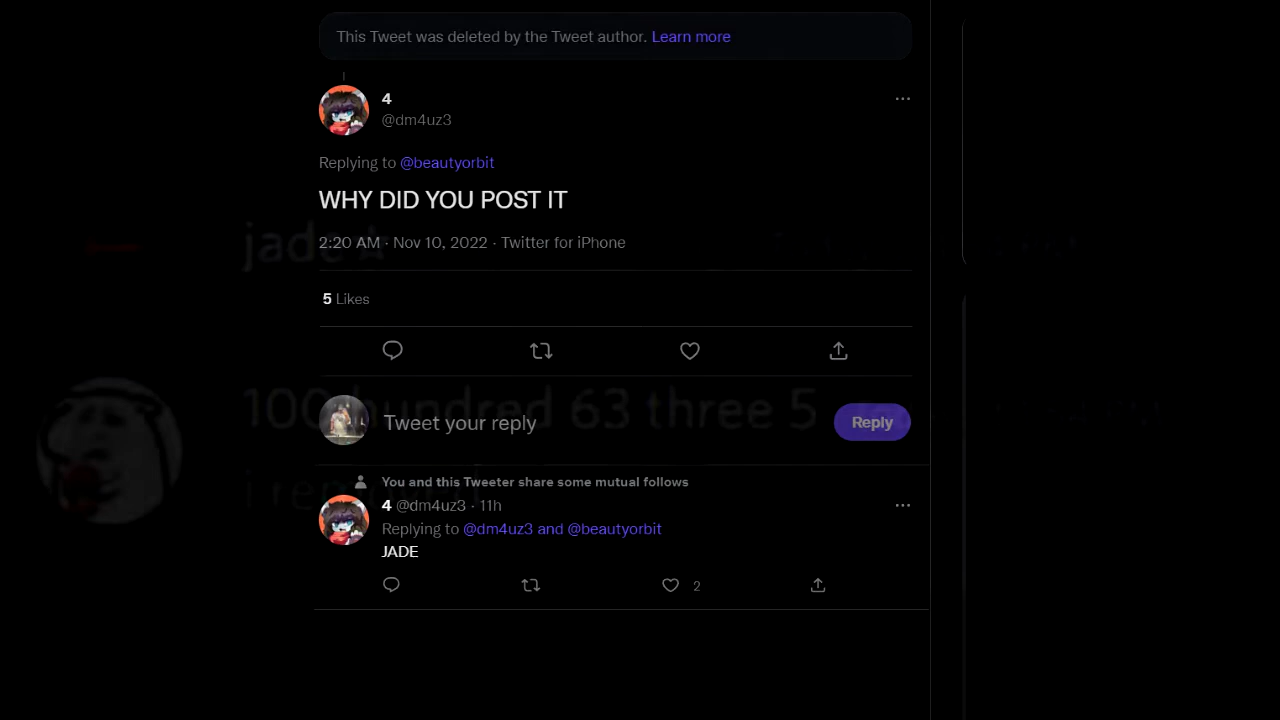 This Tweet was deleted by the Tweet author. Learn more
4
@dm4uz3
Replying to @beautyorbit
WHY DID YOU POST IT
jade☆
2:20 AM · Nov 10, 2022 · Twitter for iPhone
5 Likes
100 hundred 63 three 5
Tweet your reply
Reply
You and this Tweeter share some mutual follows
i
4 @dm4uz3 · 11h
Replying to @dm4uz3 and @beautyorbit
JADE
2